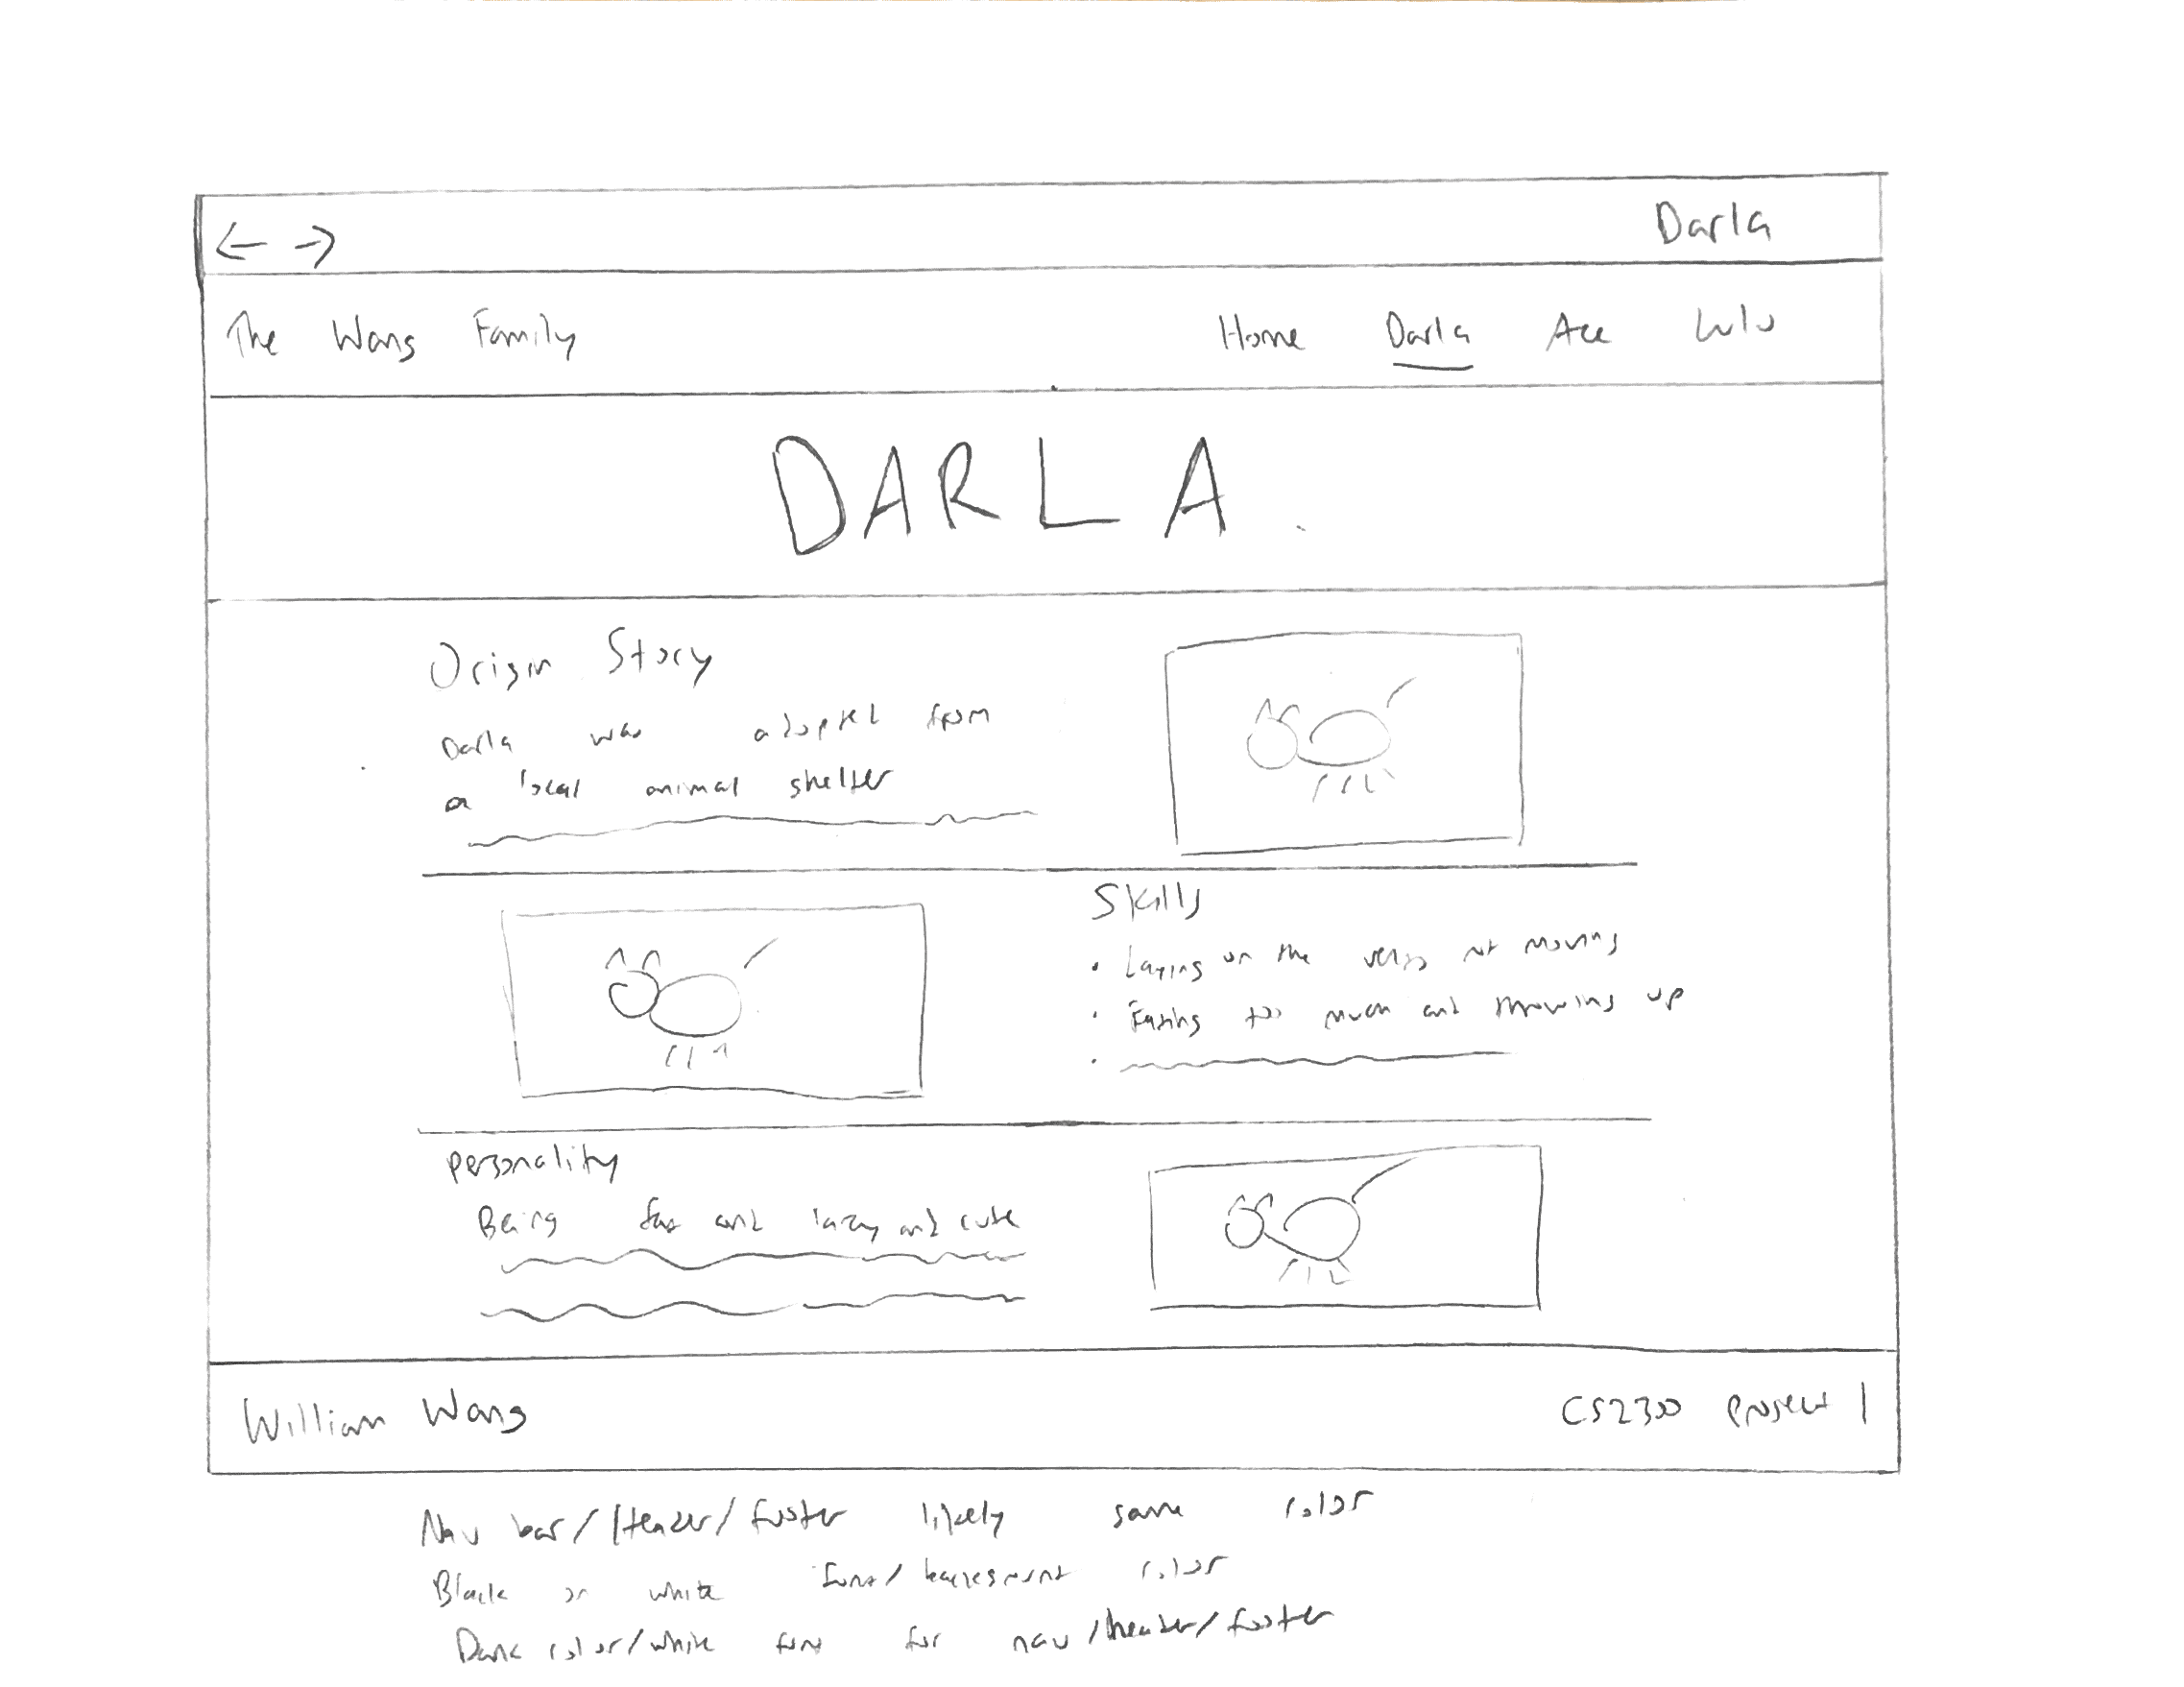 ← → Darla
The Wang Family Home Darla Ace Lulu
DARLA
Origin Story
Darla was adopted from
a local animal shelter
Skills
• Laying on the not moving
• Eating too much and throwing up
•
Personality
Being fat and lazy and cute
William Wang CS2300 Project 1
Nav bar/Header/footer likely same color
Black on white font/background color
Dark color/white font for nav/header/footer